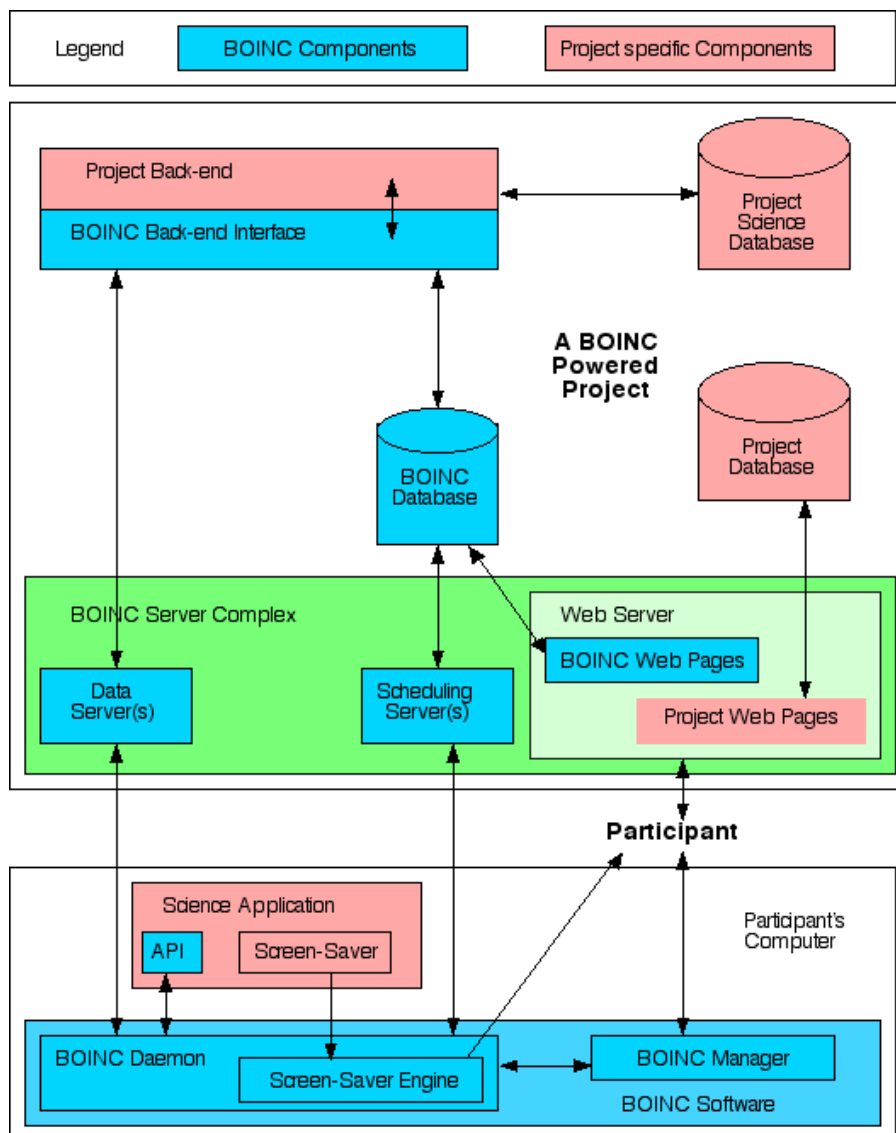 Legend
BOINC Components
Project specific Components
Project Back-end
BOINC Back-end Interface
Project
Science
Database
A BOINC
Powered
Project
Project
Database
BOINC
Database
BOINC Server Complex
Web Server
BOINC Web Pages
Data
Server(s)
Scheduling
Server(s)
Project Web Pages
Participant
Science Application
Participant's
Computer
API
Screen-Saver
BOINC Daemon
BOINC Manager
Screen-Saver Engine
BOINC Software